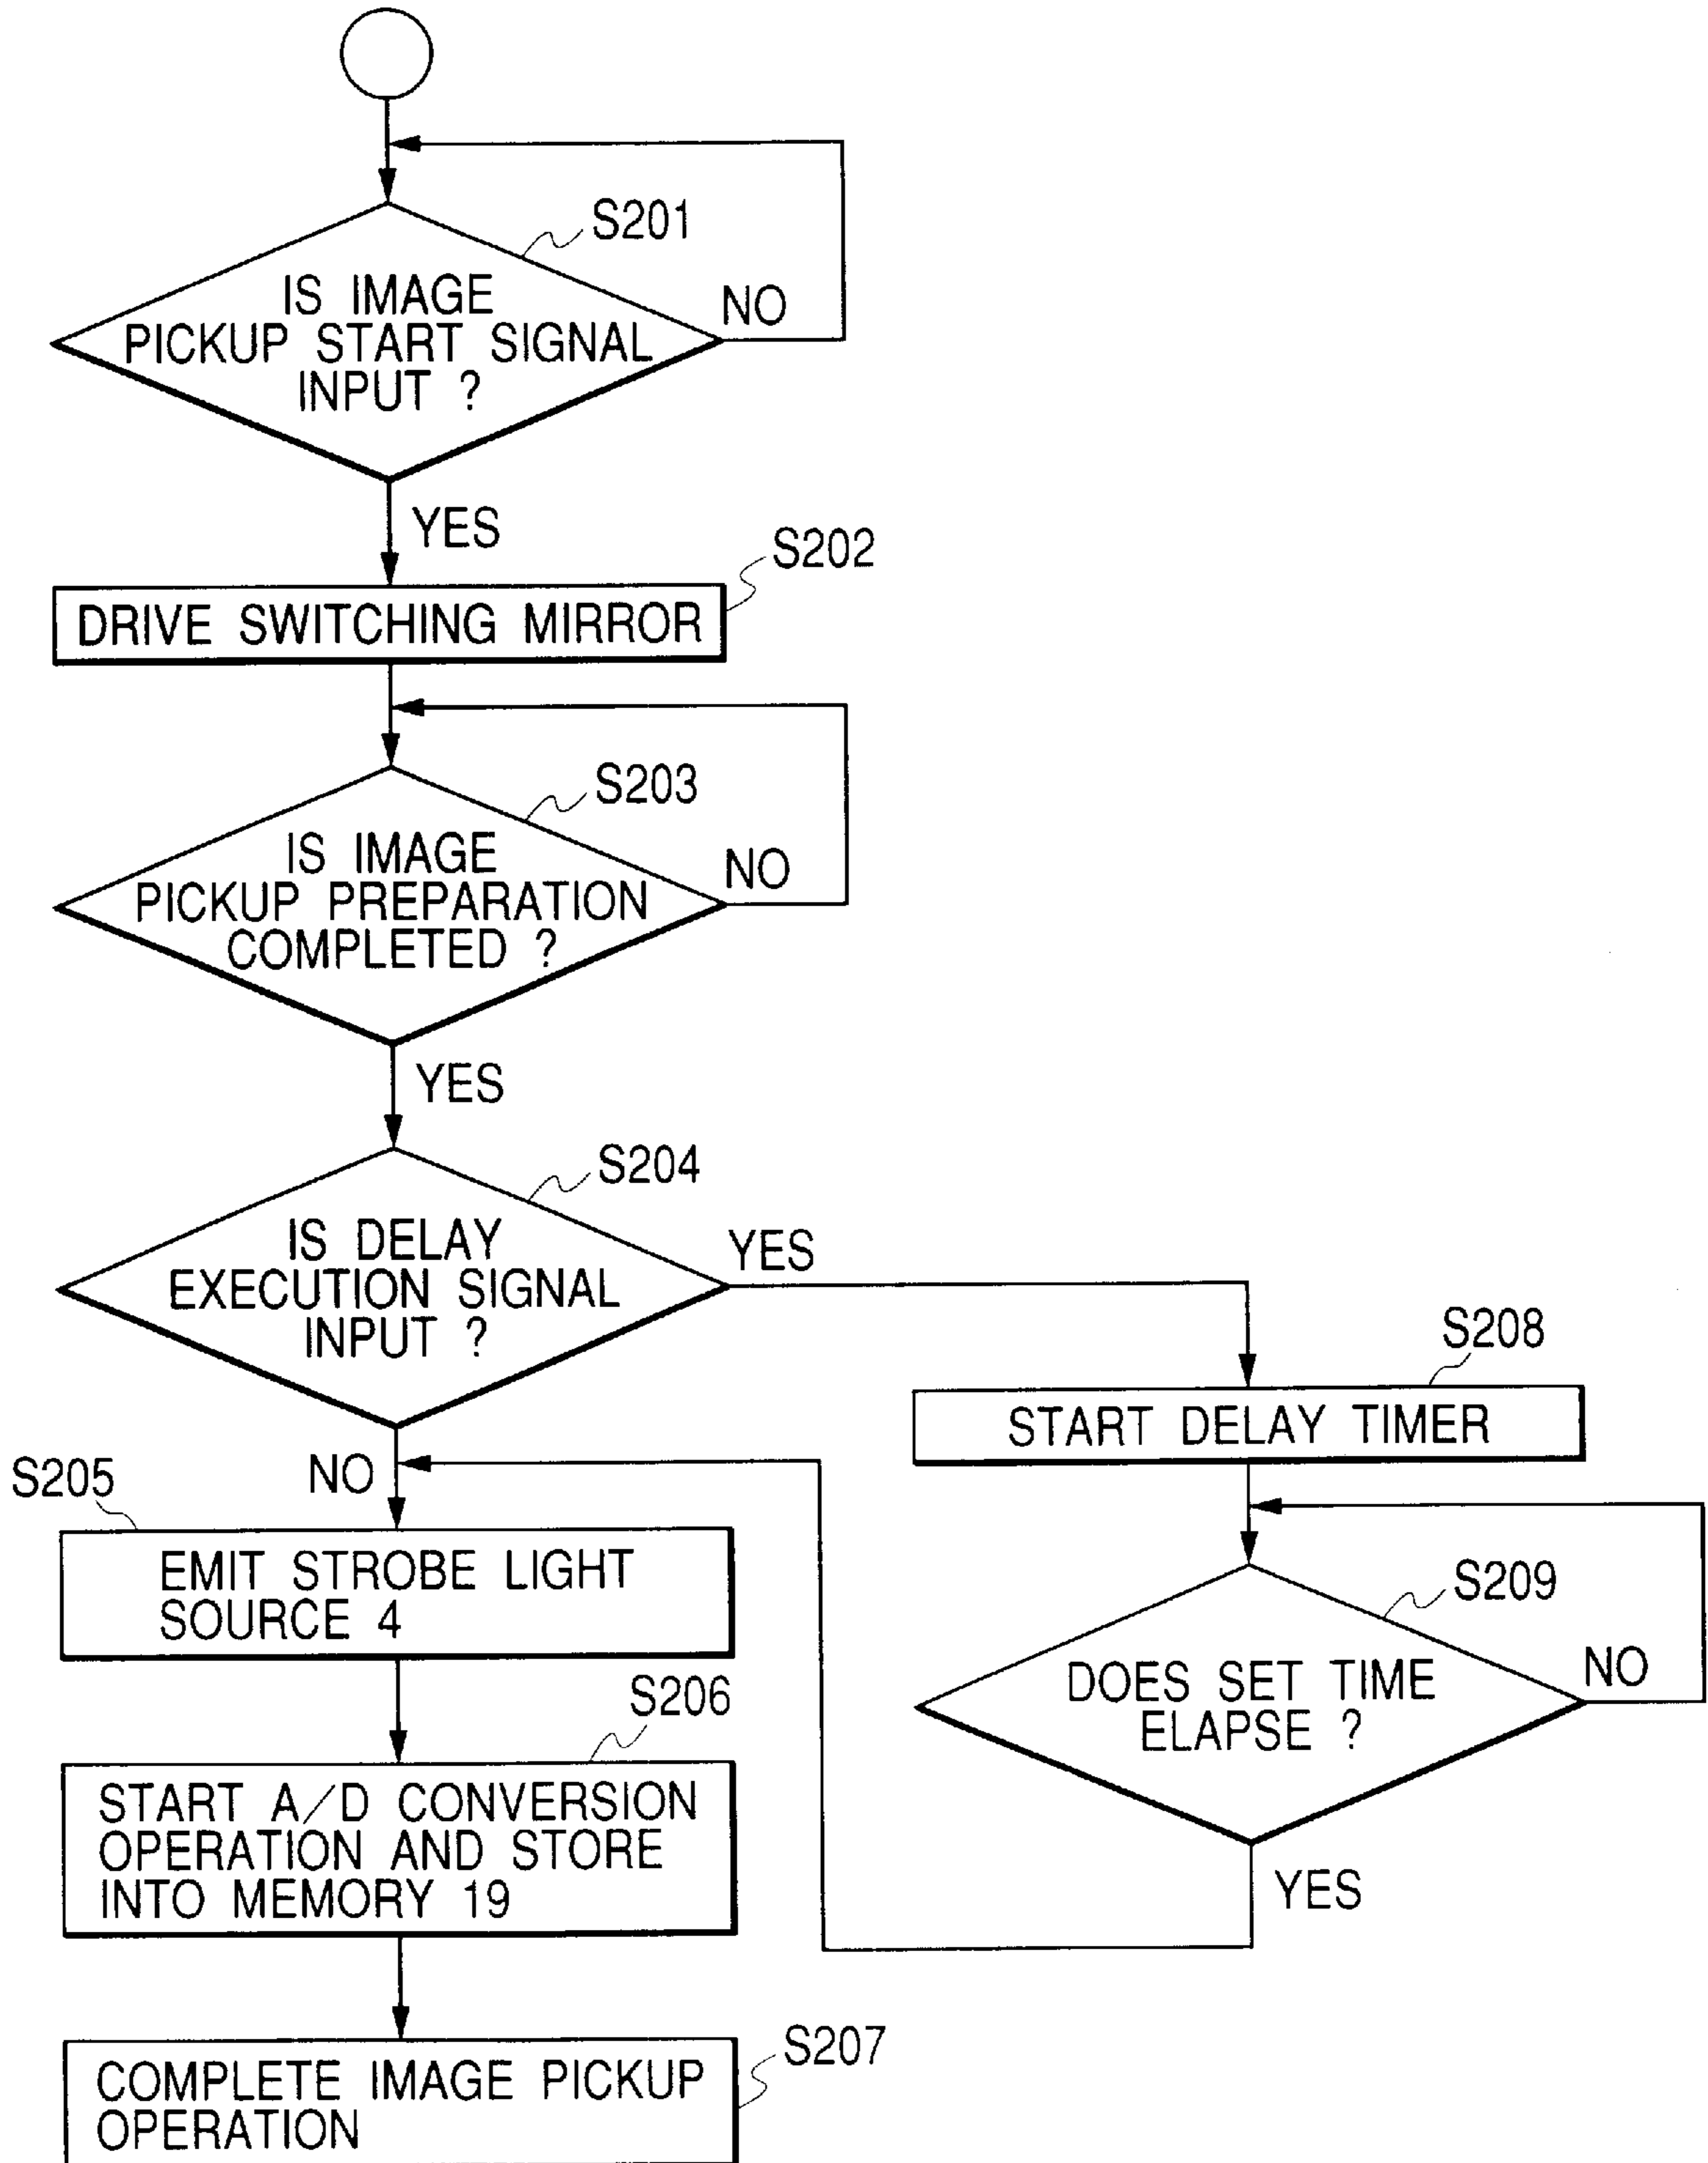 S201
IS IMAGE
PICKUP START SIGNAL
INPUT ?
NO
YES
S202
DRIVE SWITCHING MIRROR
S203
IS IMAGE
PICKUP PREPARATION
COMPLETED ?
NO
YES
S204
IS DELAY
EXECUTION SIGNAL
INPUT ?
YES
NO
S208
START DELAY TIMER
S209
DOES SET TIME
ELAPSE ?
NO
YES
S205
EMIT STROBE LIGHT
SOURCE 4
S206
START A/D CONVERSION
OPERATION AND STORE
INTO MEMORY 19
S207
COMPLETE IMAGE PICKUP
OPERATION